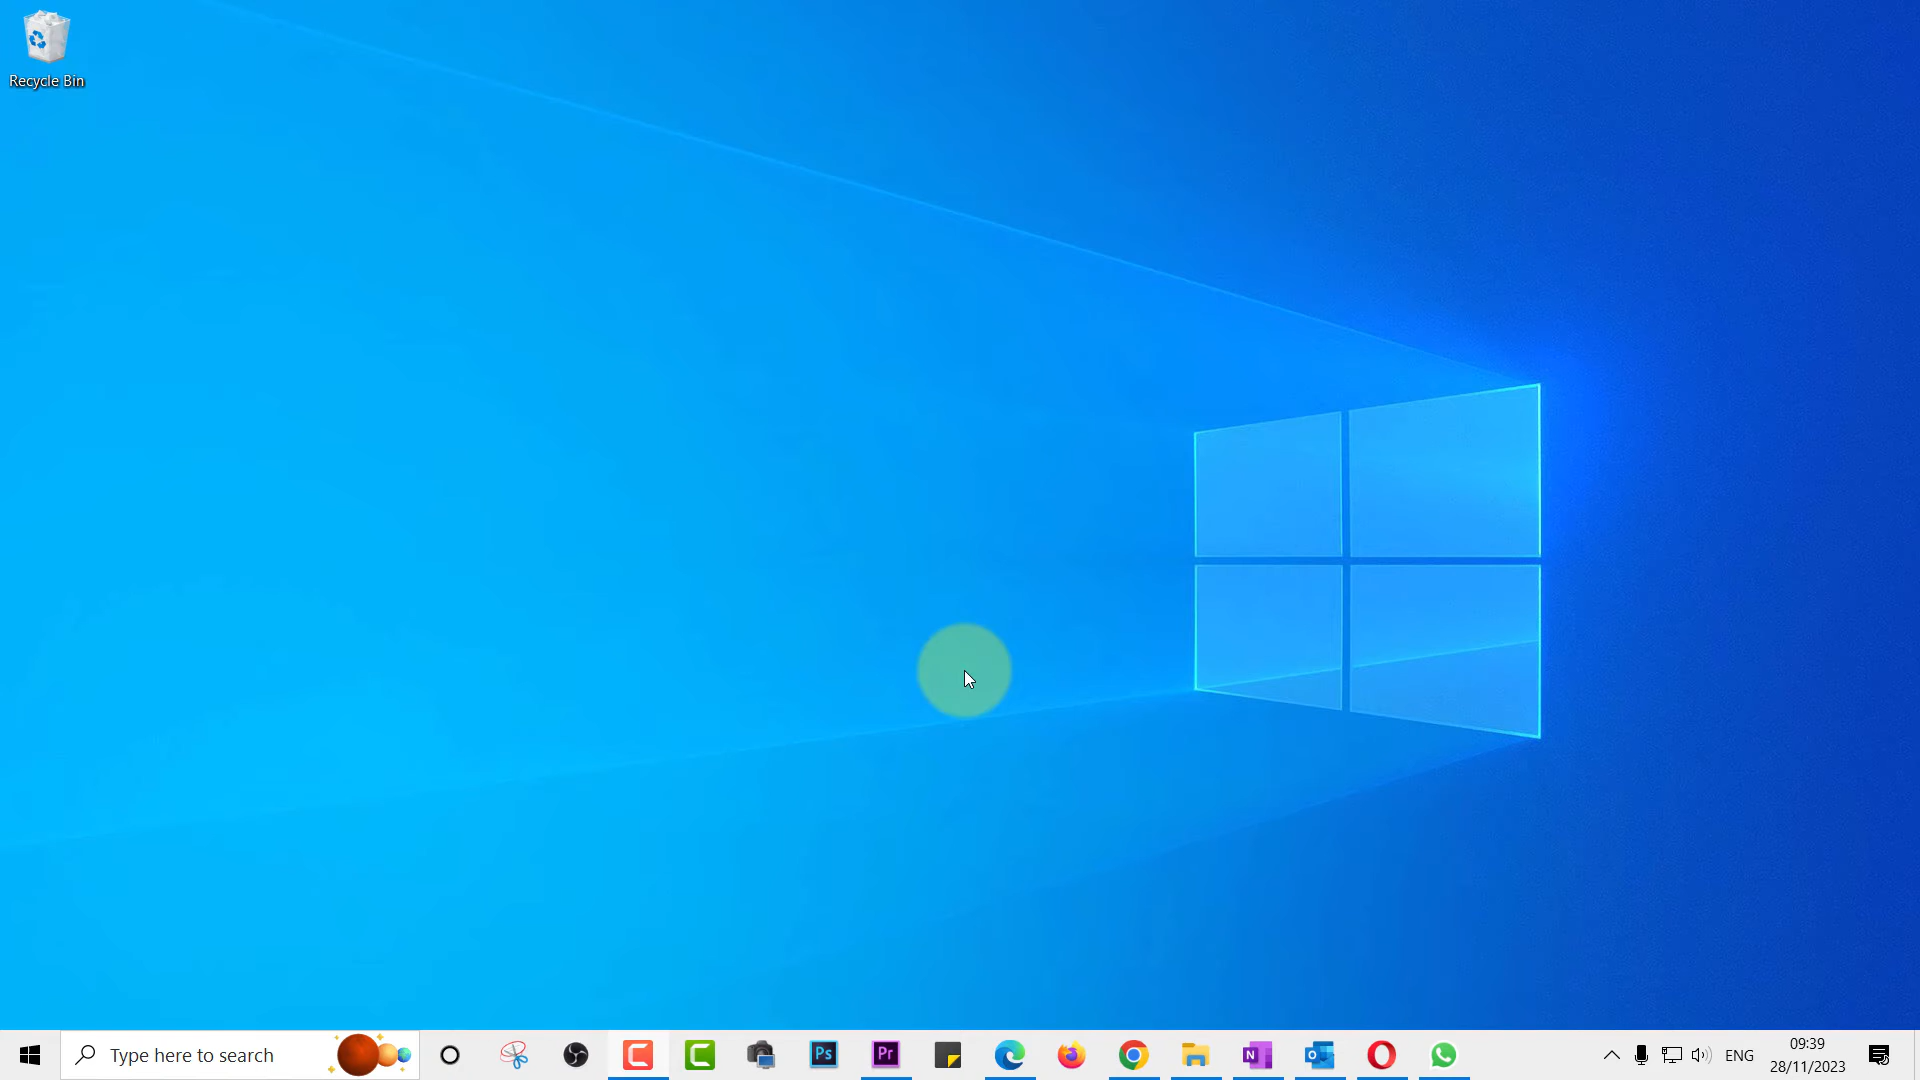 Recycle Bin
Type here to search
Ps
Pr
N
ENG
09:39
28/11/2023